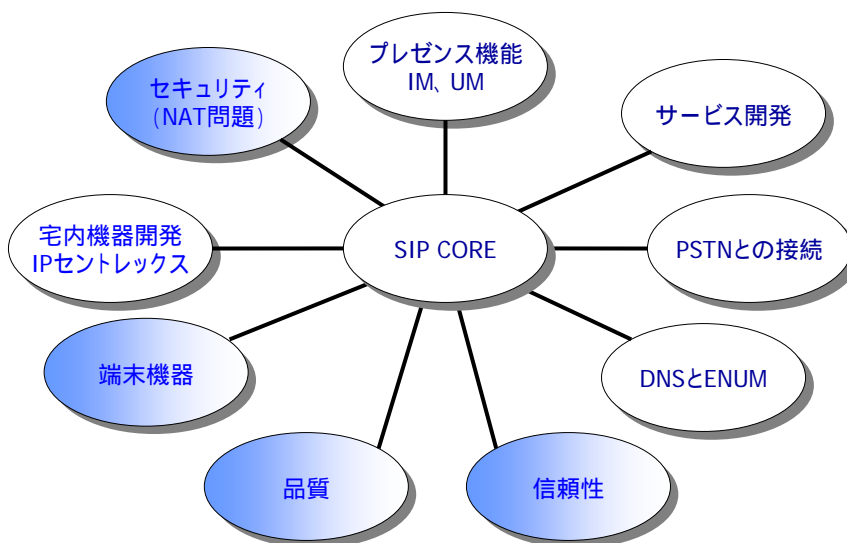 プレゼンス機能
IM、UM
セキュリティ
(NAT問題)
サービス開発
宅内機器開発
IPセントレックス
SIP CORE
PSTNとの接続
端末機器
DNSとENUM
品質
信頼性